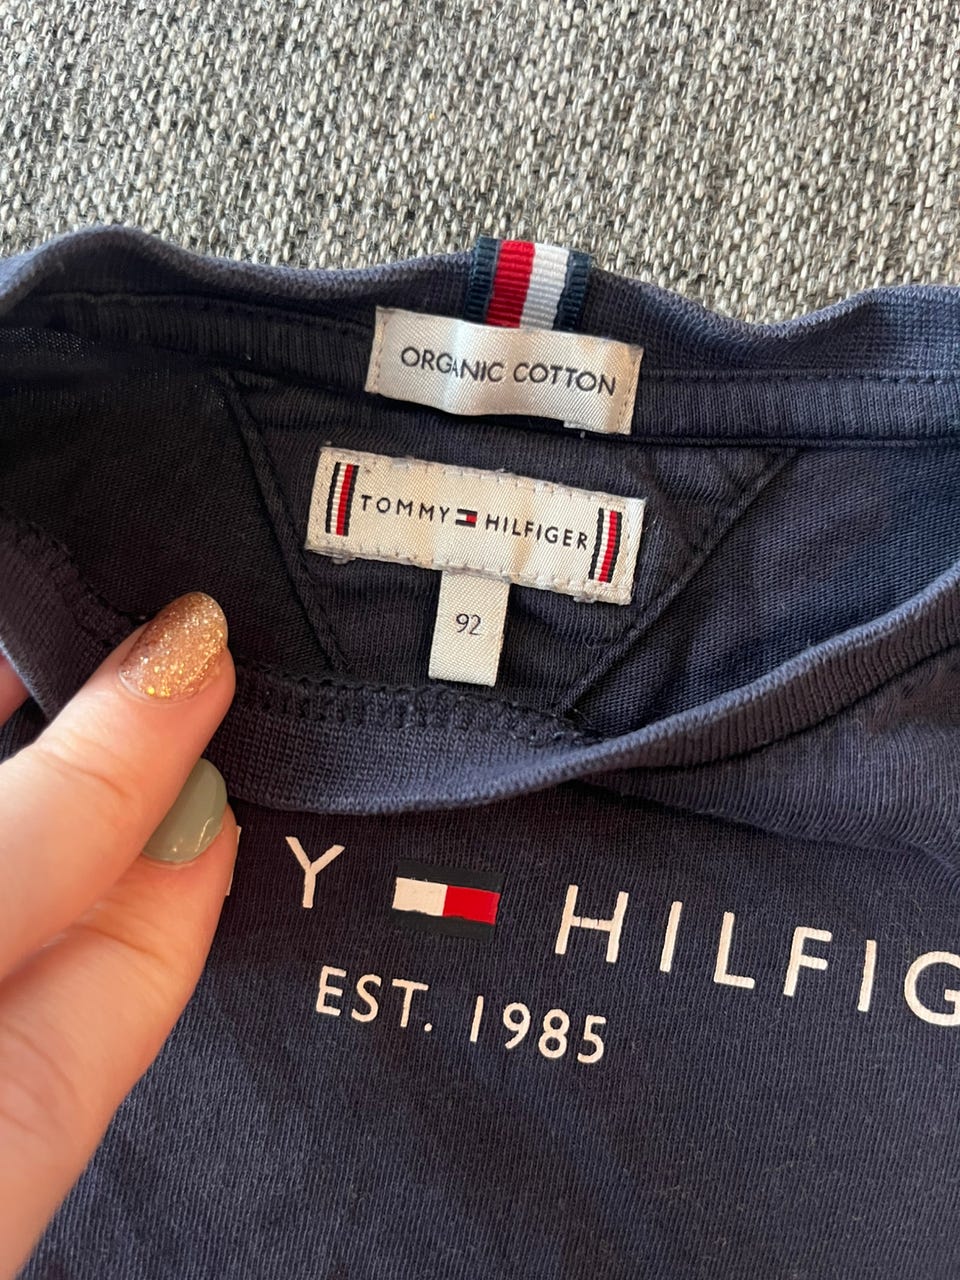 ORGANIC COTTON
TOMMY HILFIGER
92
Y HILFIG
EST. 1985